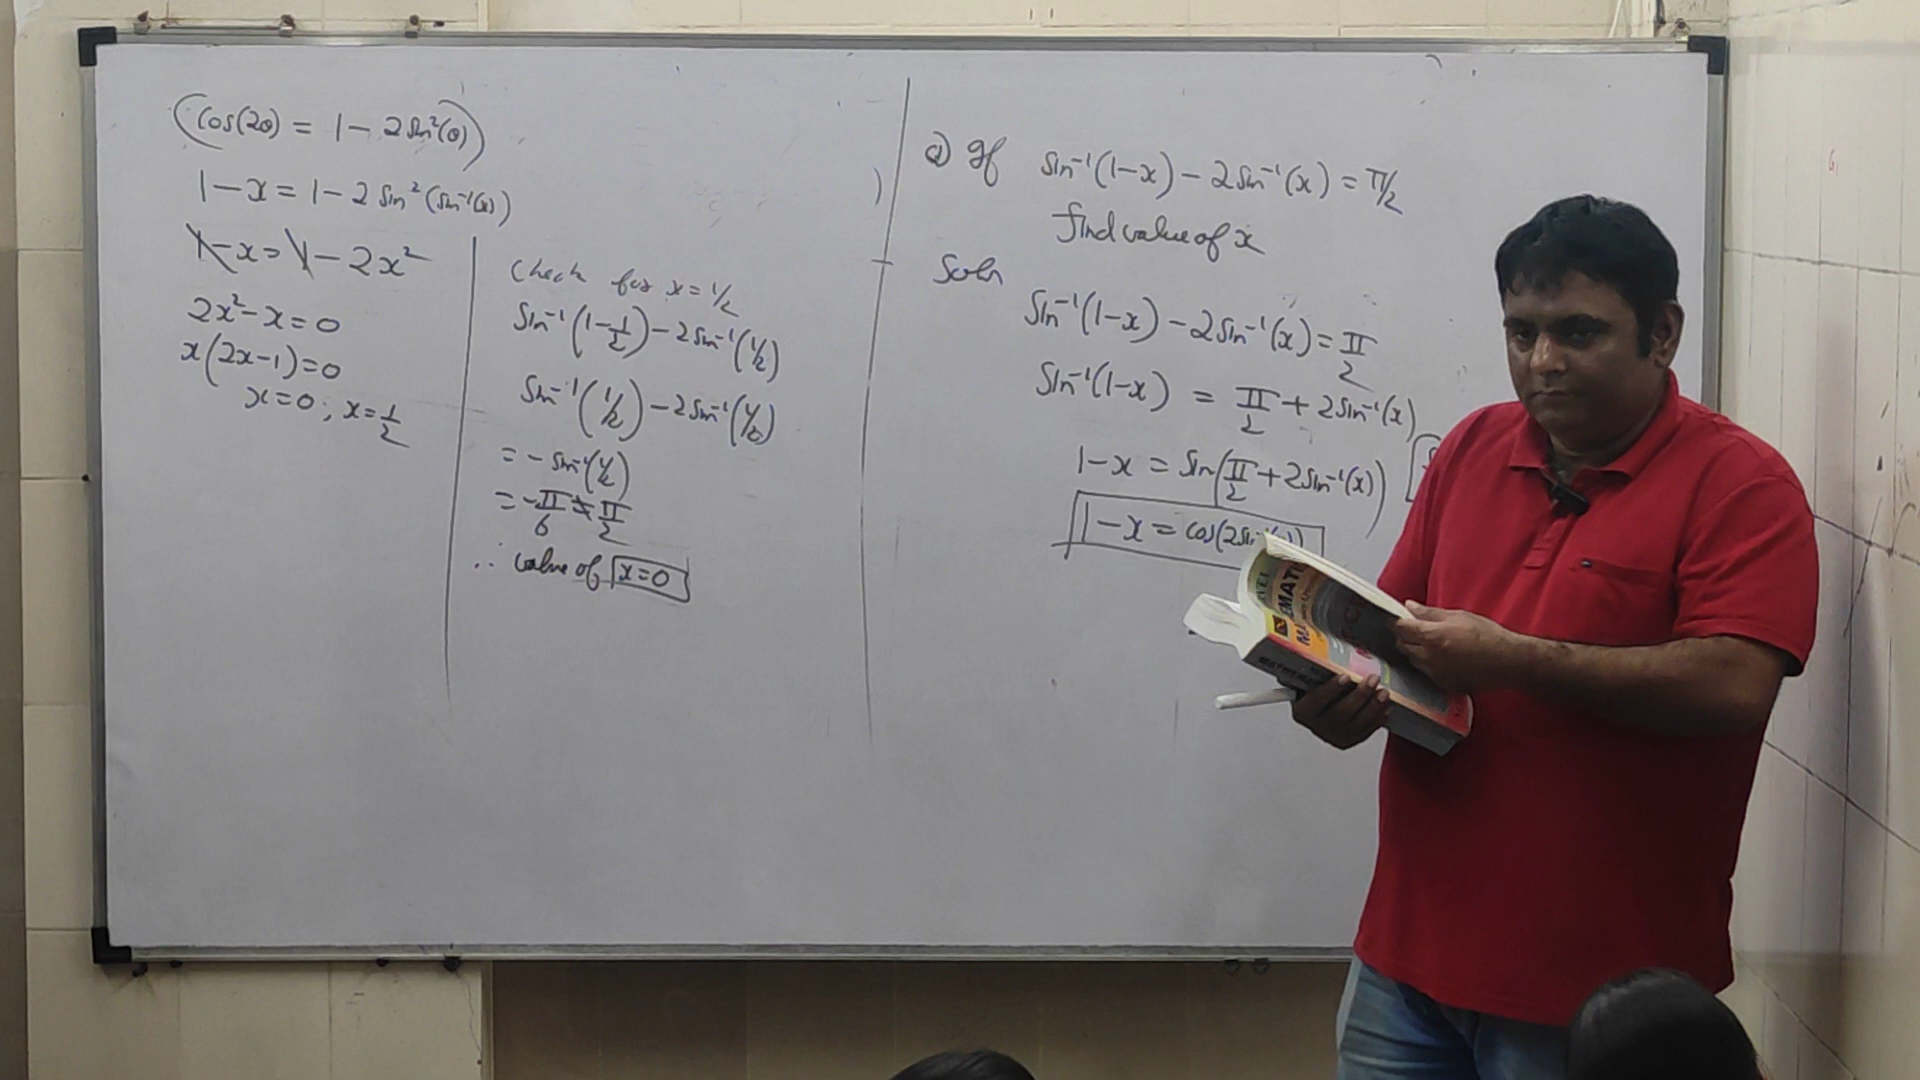 Q) If sin⁻¹(1-x) - 2sin⁻¹(x) = π/2
find value of x
Soln
sin⁻¹(1-x) - 2sin⁻¹(x) = π/2
sin⁻¹(1-x) = π/2 + 2sin⁻¹(x)
1-x = sin(π/2 + 2sin⁻¹(x))
1-x = cos(2sin
cos(2θ) = 1 - 2sin²(θ)
1-x = 1 - 2sin²(sin⁻¹(x))
1-x = 1 - 2x²
2x² - x = 0
x(2x-1) = 0
x=0; x=1/2
check for x = 1/2
sin⁻¹(1-1/2) - 2sin⁻¹(1/2)
sin⁻¹(1/2) - 2sin⁻¹(1/2)
= -sin⁻¹(1/2)
= -π/6 ≠ π/2
∴ value of x=0